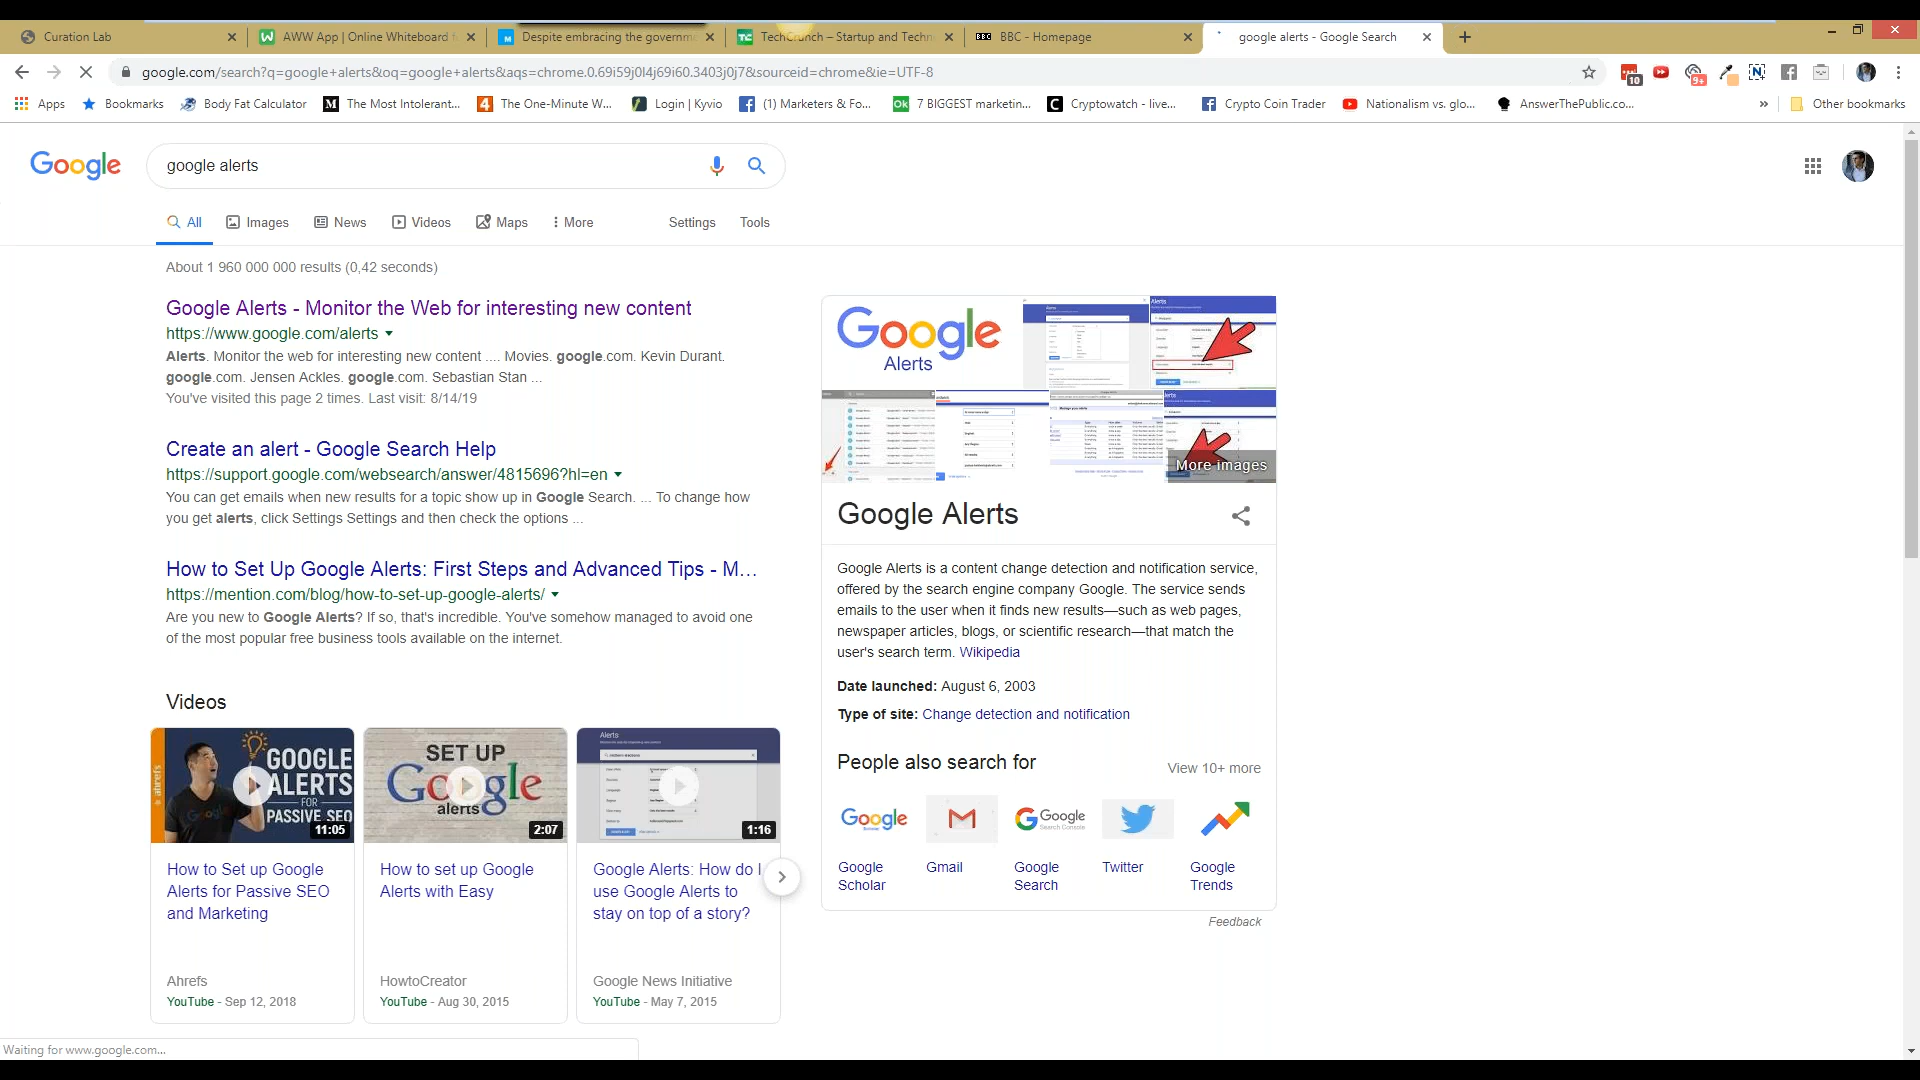 Curation Lab
AWW App | Online Whiteboard f
Despite embracing the governm
TechCrunch – Startup and Techn
BBC - Homepage
google alerts - Google Search
google.com/search?q=google+alerts&oq=google+alerts&aqs=chrome.0.69i59j0l4j69i60.3403j0j7&sourceid=chrome&ie=UTF-8
10
9+
Apps
Bookmarks
Body Fat Calculator
The Most Intolerant...
The One-Minute W...
Login | Kyvio
(1) Marketers & Fo...
7 BIGGEST marketin...
Cryptowatch - live...
Crypto Coin Trader
Nationalism vs. glo...
AnswerThePublic.co...
Other bookmarks
Google
google alerts
All
Images
News
Videos
Maps
More
Settings
Tools
About 1 960 000 000 results (0,42 seconds)
Google Alerts - Monitor the Web for interesting new content
https://www.google.com/alerts
Alerts. Monitor the web for interesting new content .... Movies. google.com. Kevin Durant.
google.com. Jensen Ackles. google.com. Sebastian Stan ...
You've visited this page 2 times. Last visit: 8/14/19
Create an alert - Google Search Help
https://support.google.com/websearch/answer/4815696?hl=en
You can get emails when new results for a topic show up in Google Search. ... To change how
you get alerts, click Settings Settings and then check the options ...
How to Set Up Google Alerts: First Steps and Advanced Tips - M...
https://mention.com/blog/how-to-set-up-google-alerts/
Are you new to Google Alerts? If so, that's incredible. You've somehow managed to avoid one
of the most popular free business tools available on the internet.
Videos
ahrefs
GOOGLE
ALERTS
FOR
PASSIVE SEO
11:05
How to Set up Google
Alerts for Passive SEO
and Marketing
Ahrefs
YouTube - Sep 12, 2018
SET UP
Google
alerts
2:07
How to set up Google
Alerts with Easy
HowtoCreator
YouTube - Aug 30, 2015
Alerts
1:16
Google Alerts: How do I
use Google Alerts to
stay on top of a story?
Google News Initiative
YouTube - May 7, 2015
Google
Alerts
Alerts
More images
Google Alerts
Google Alerts is a content change detection and notification service,
offered by the search engine company Google. The service sends
emails to the user when it finds new results—such as web pages,
newspaper articles, blogs, or scientific research—that match the
user's search term. Wikipedia
Date launched: August 6, 2003
Type of site: Change detection and notification
People also search for
View 10+ more
Google
Scholar
Google
Search Console
Google
Scholar
Gmail
Google
Search
Twitter
Google
Trends
Feedback
Waiting for www.google.com...